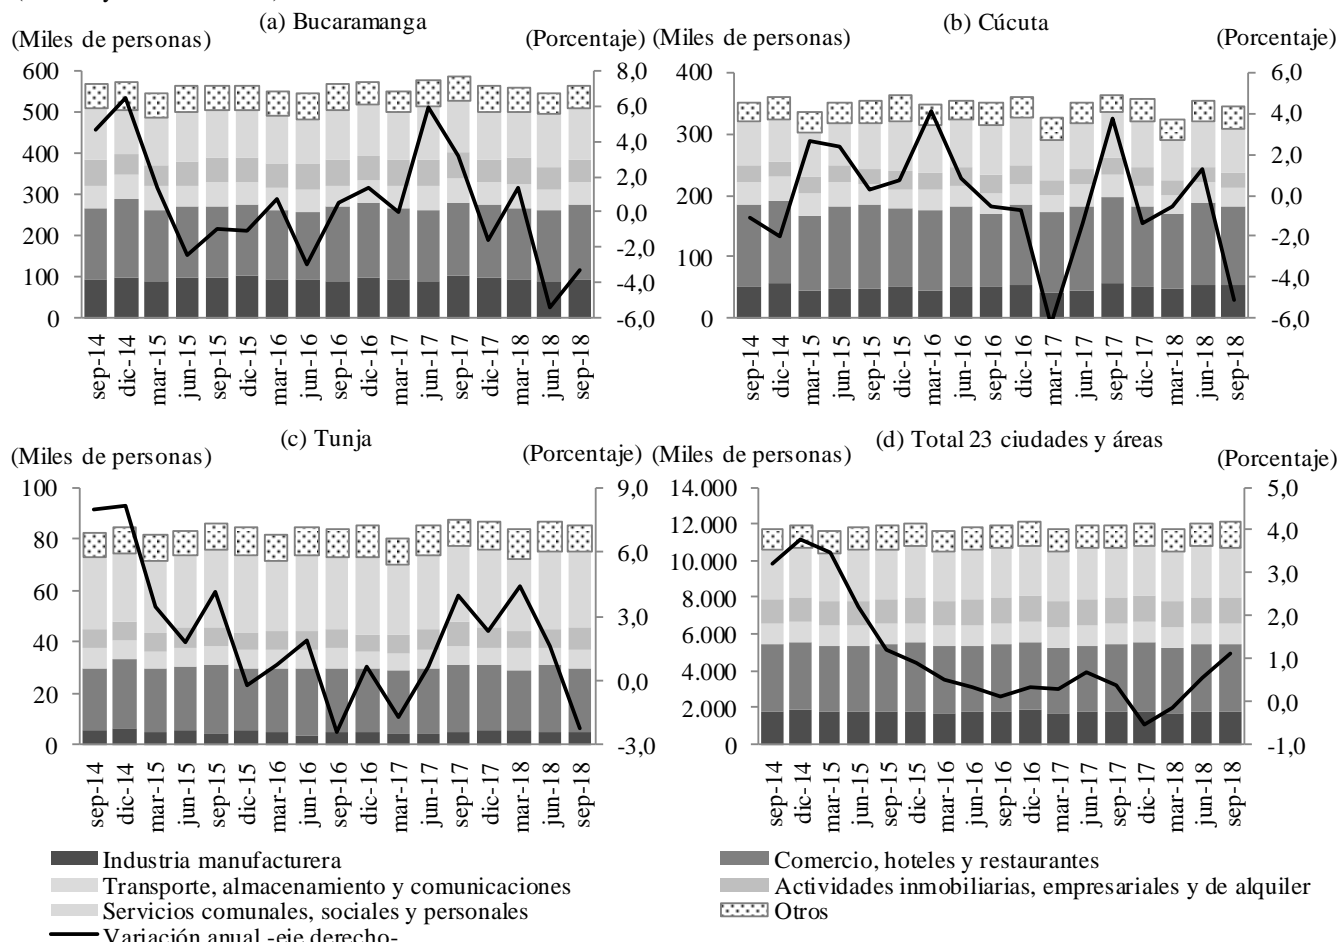 (a) Bucaramanga
(Miles de personas) (Porcentaje)
600 8,0
500 6,0
400 4,0
300 2,0
200 0,0
100 -2,0
0 -4,0
-6,0
sep-14 dic-14 mar-15 jun-15 sep-15 dic-15 mar-16 jun-16 sep-16 dic-16 mar-17 jun-17 sep-17 dic-17 mar-18 jun-18 sep-18
(b) Cúcuta
(Miles de personas) (Porcentaje)
400 6,0
300 4,0
200 2,0
100 0,0
0 -2,0
-4,0
-6,0
sep-14 dic-14 mar-15 jun-15 sep-15 dic-15 mar-16 jun-16 sep-16 dic-16 mar-17 jun-17 sep-17 dic-17 mar-18 jun-18 sep-18
(c) Tunja
(Miles de personas) (Porcentaje)
100 9,0
80 6,0
60 3,0
40 0,0
20 -3,0
0
sep-14 dic-14 mar-15 jun-15 sep-15 dic-15 mar-16 jun-16 sep-16 dic-16 mar-17 jun-17 sep-17 dic-17 mar-18 jun-18 sep-18
(d) Total 23 ciudades y áreas
(Miles de personas) (Porcentaje)
14.000 5,0
12.000 4,0
10.000 3,0
8.000 2,0
6.000 1,0
4.000 0,0
2.000 -1,0
0
sep-14 dic-14 mar-15 jun-15 sep-15 dic-15 mar-16 jun-16 sep-16 dic-16 mar-17 jun-17 sep-17 dic-17 mar-18 jun-18 sep-18
Industria manufacturera
Comercio, hoteles y restaurantes
Transporte, almacenamiento y comunicaciones
Actividades inmobiliarias, empresariales y de alquiler
Servicios comunales, sociales y personales
Otros
Variación anual -eje derecho-